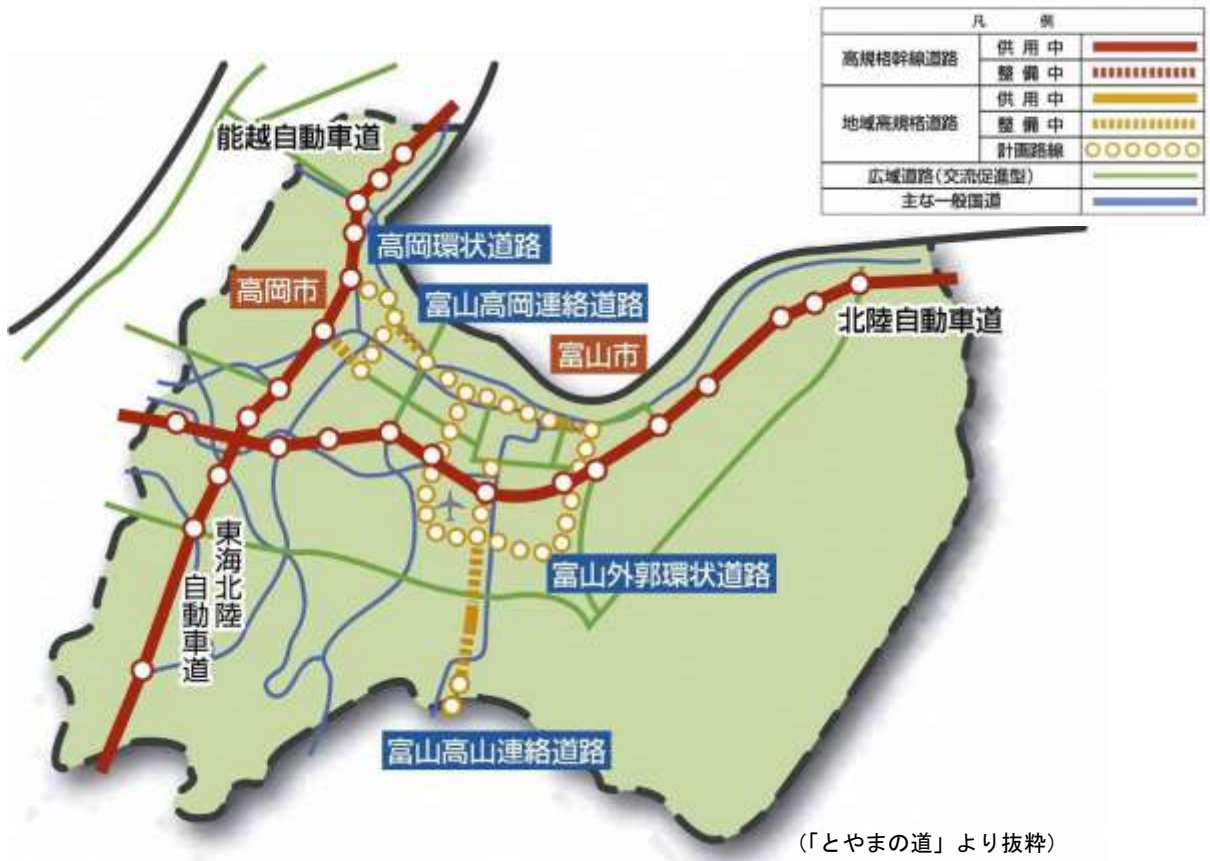 凡 例
高規格幹線道路
供用中
整備中
地域高規格道路
供用中
整備中
計画路線
広域道路(交流促進型)
主な一般国道
能越自動車道
高岡環状道路
高岡市
富山高岡連絡道路
富山市
北陸自動車道
東海北陸
自動車道
富山外郭環状道路
富山高山連絡道路
(「とやまの道」より抜粋)